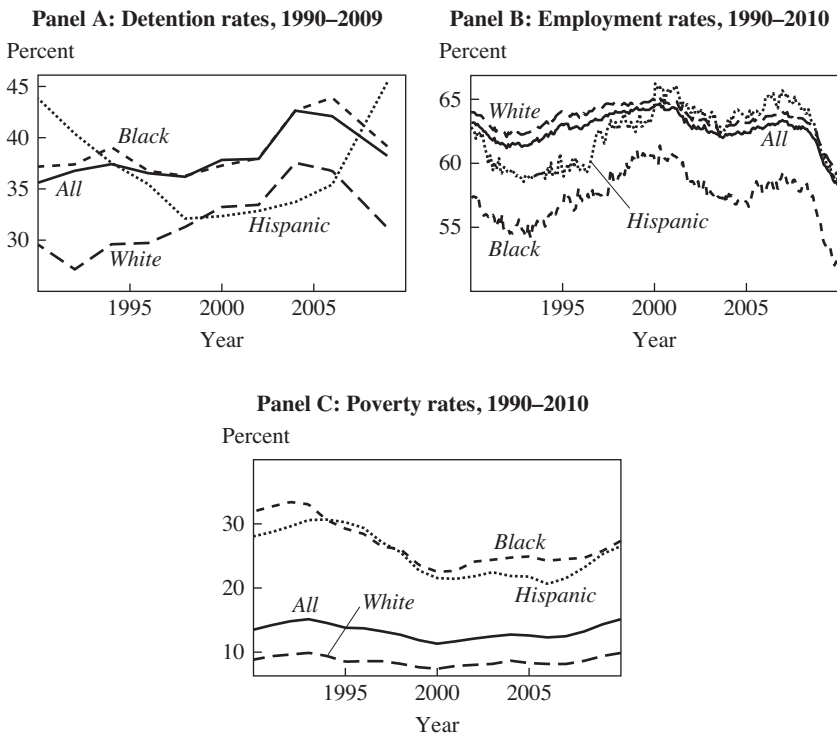 Panel A: Detention rates, 1990–2009
Percent
45
40
35
30
Black
All
White
Hispanic
1995 2000 2005
Year
Panel B: Employment rates, 1990–2010
Percent
65
60
55
White
All
Hispanic
Black
1995 2000 2005
Year
Panel C: Poverty rates, 1990–2010
Percent
30
20
10
Black
Hispanic
All
White
1995 2000 2005
Year